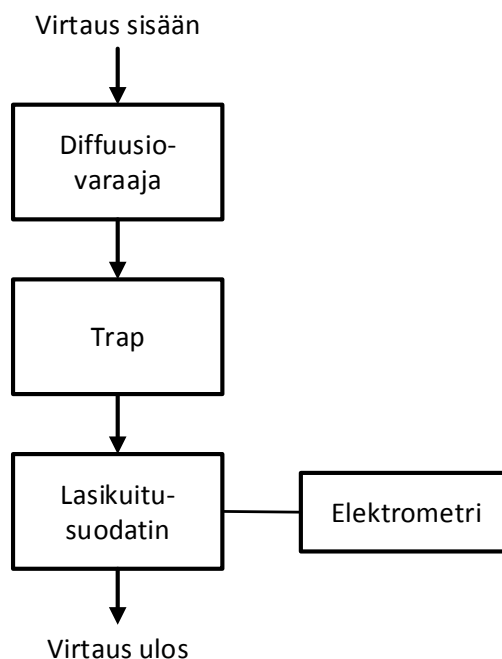 Virtaus sisään
Diffuusio-
varaaja
Trap
Lasikuitu-
suodatin
Elektrometri
Virtaus ulos